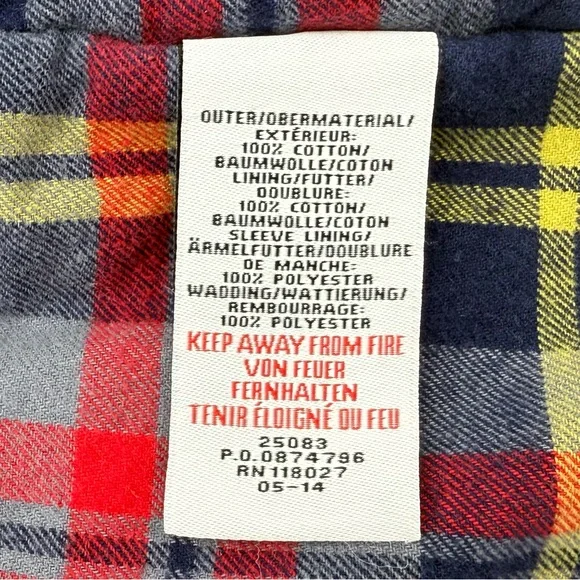 OUTER/OBERMATERIAL/
EXTÉRIEUR:
100% COTTON/
BAUMWOLLE/COTON
LINING/FUTTER/
DOUBLURE:
100% COTTON/
BAUMWOLLE/COTON
SLEEVE LINING/
ÄRMELFUTTER/DOUBLURE
DE MANCHE:
100% POLYESTER
WADDING/WATTIERUNG/
REMBOURRAGE:
100% POLYESTER
KEEP AWAY FROM FIRE
VON FEUER
FERNHALTEN
TENIR ÉLOIGNÉ DU FEU
25083
P.O.0874796
RN118027
05-14